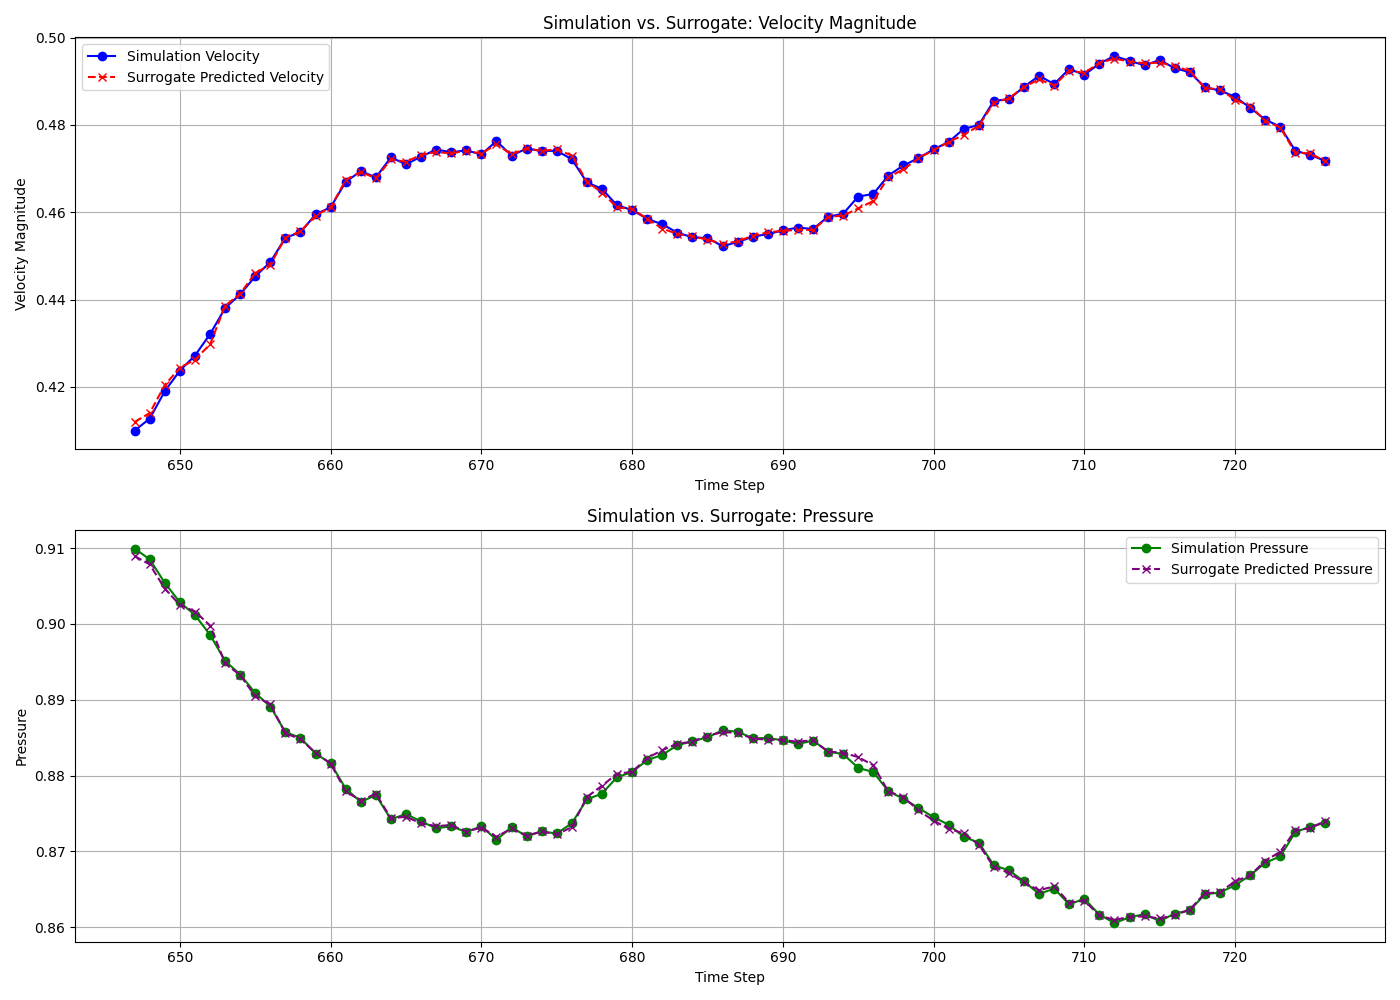 Simulation vs. Surrogate: Velocity Magnitude
Simulation Velocity
Surrogate Predicted Velocity
Velocity Magnitude
0.50
0.48
0.46
0.44
0.42
650 660 670 680 690 700 710 720
Time Step
Simulation vs. Surrogate: Pressure
Simulation Pressure
Surrogate Predicted Pressure
Pressure
0.91
0.90
0.89
0.88
0.87
0.86
650 660 670 680 690 700 710 720
Time Step